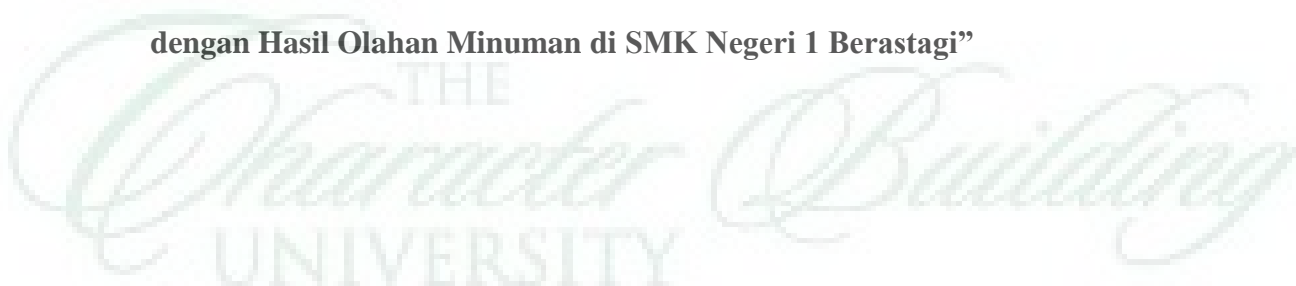 dengan Hasil Olahan Minuman di SMK Negeri 1 Berastagi”
THE
Character Building
UNIVERSITY